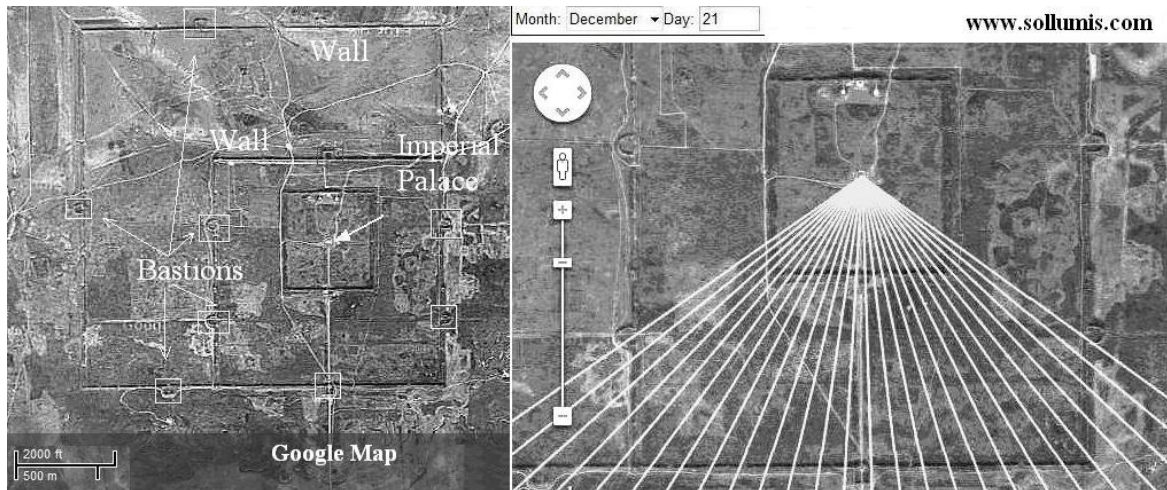 Month: December Day: 21
www.sollumis.com
Wall
Wall
Imperial
Palace
Bastions
Google Map
2000 ft
500 m